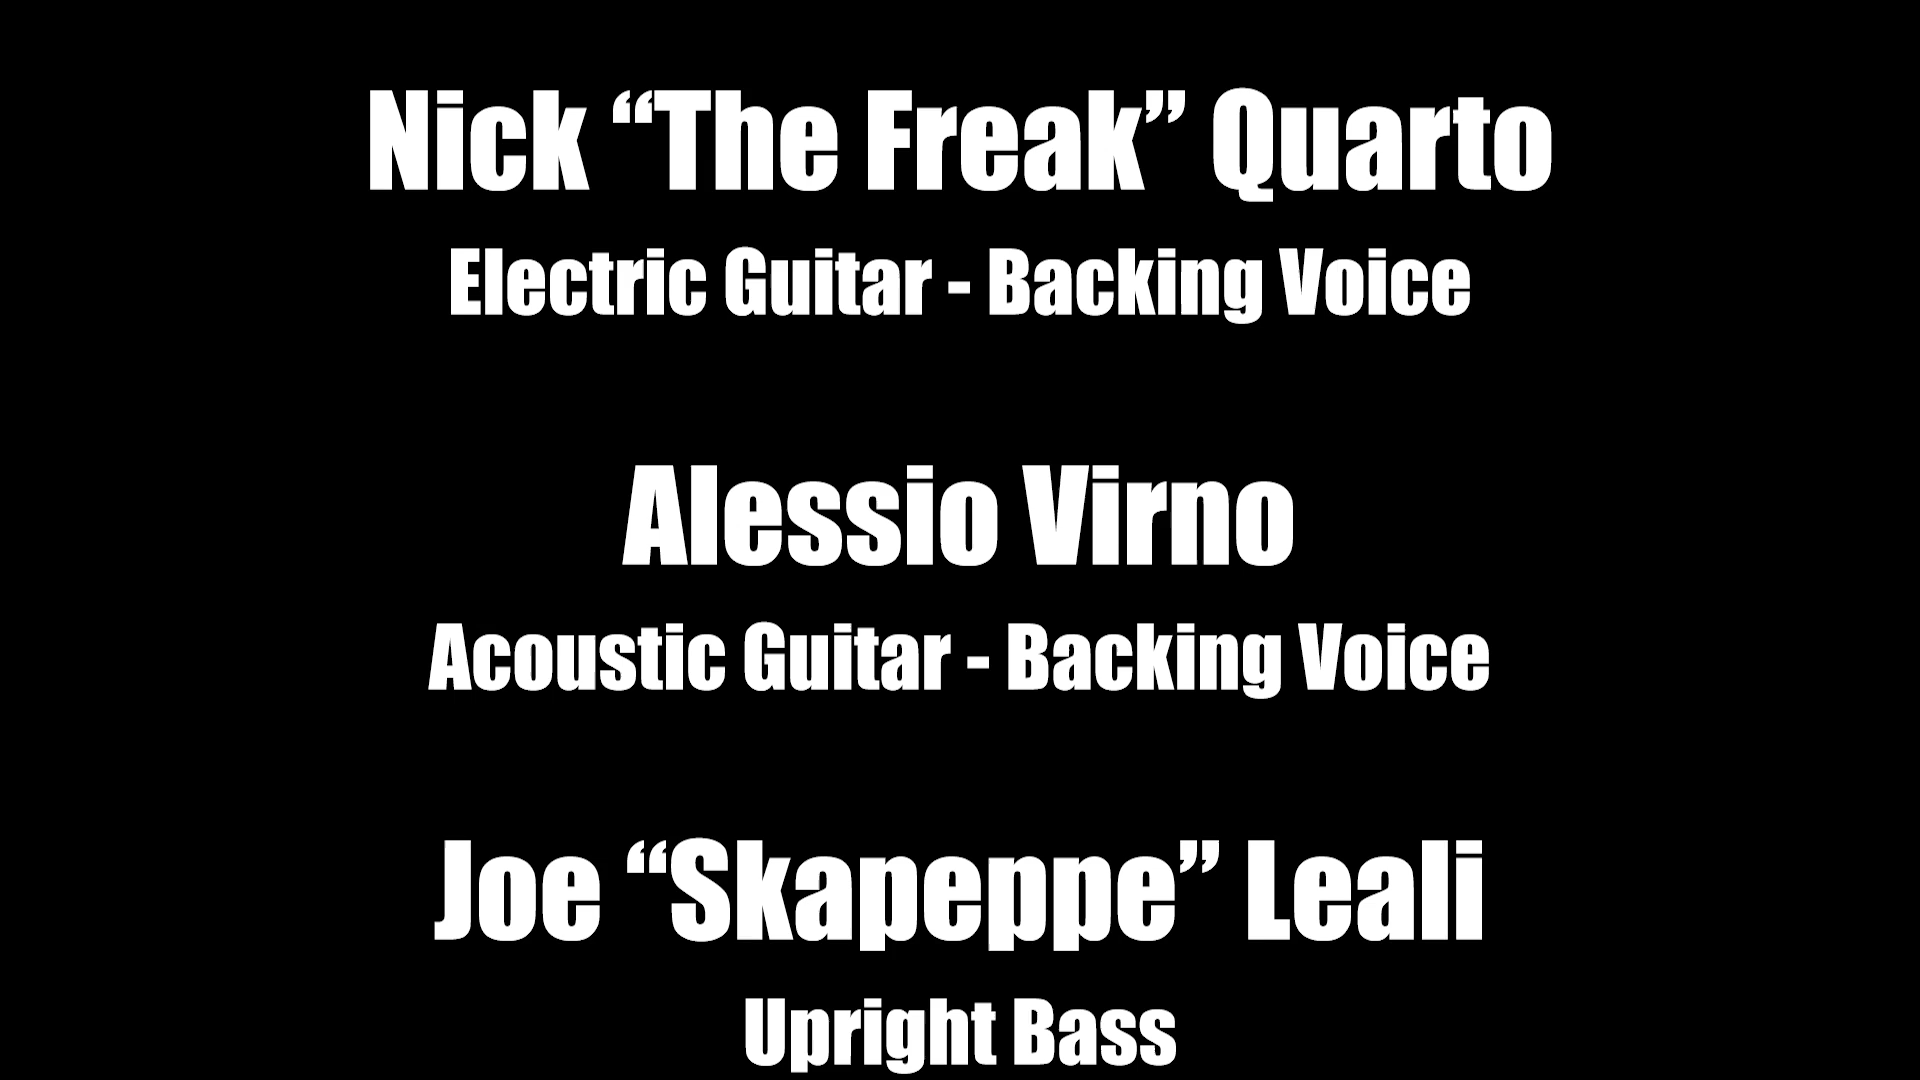 Nick “The Freak” Quarto
Electric Guitar - Backing Voice
Alessio Virno
Acoustic Guitar - Backing Voice
Joe “Skapeppe” Leali
Upright Bass